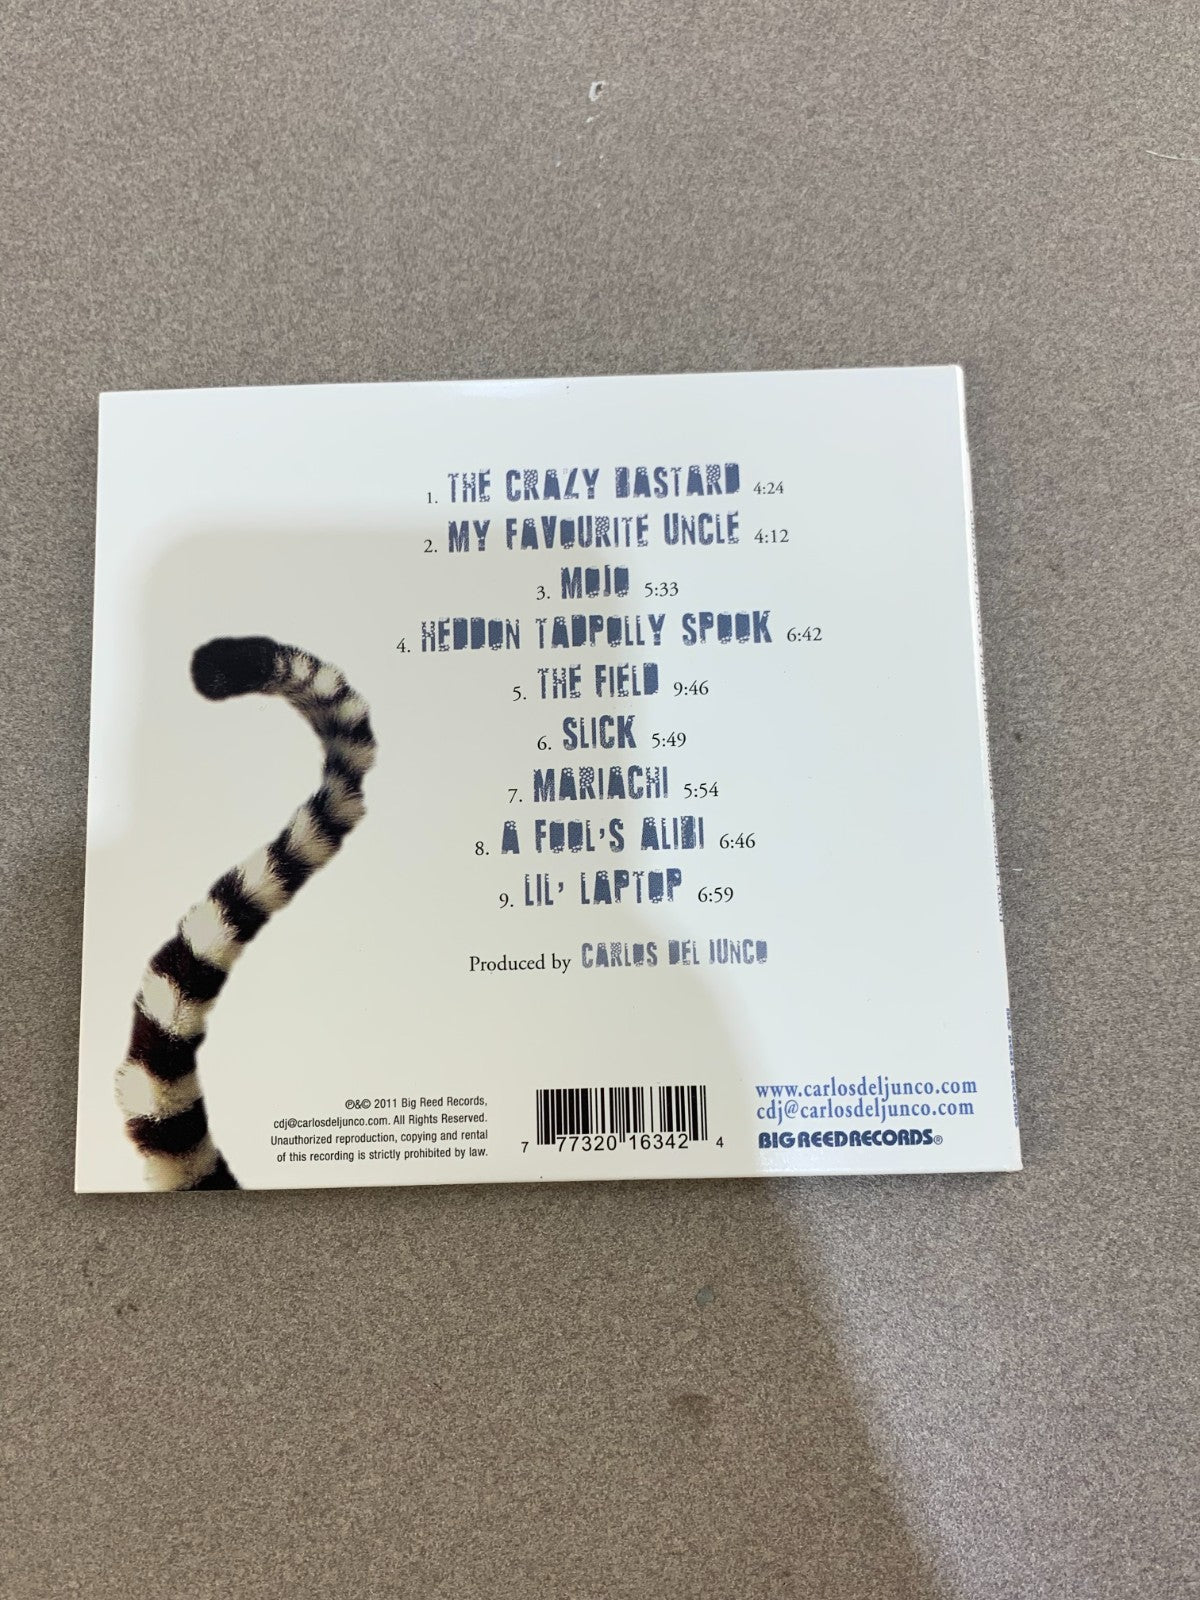 1. THE CRAZY BASTARD 4:24
2. MY FAVOURITE UNCLE 4:12
3. MOJO 5:33
4. HEDDON TADPOLLY SPOOK 6:42
5. THE FIELD 9:46
6. SLICK 5:49
7. MARIACHI 5:54
8. A FOOL'S ALIBI 6:46
9. LIL' LAPTOP 6:59
Produced by CARLOS DEL JUNCO
℗&© 2011 Big Reed Records,
cdj@carlosdeljunco.com. All Rights Reserved.
Unauthorized reproduction, copying and rental
of this recording is strictly prohibited by law.
7 77320 16342 4
www.carlosdeljunco.com
cdj@carlosdeljunco.com
BIG REED RECORDS®